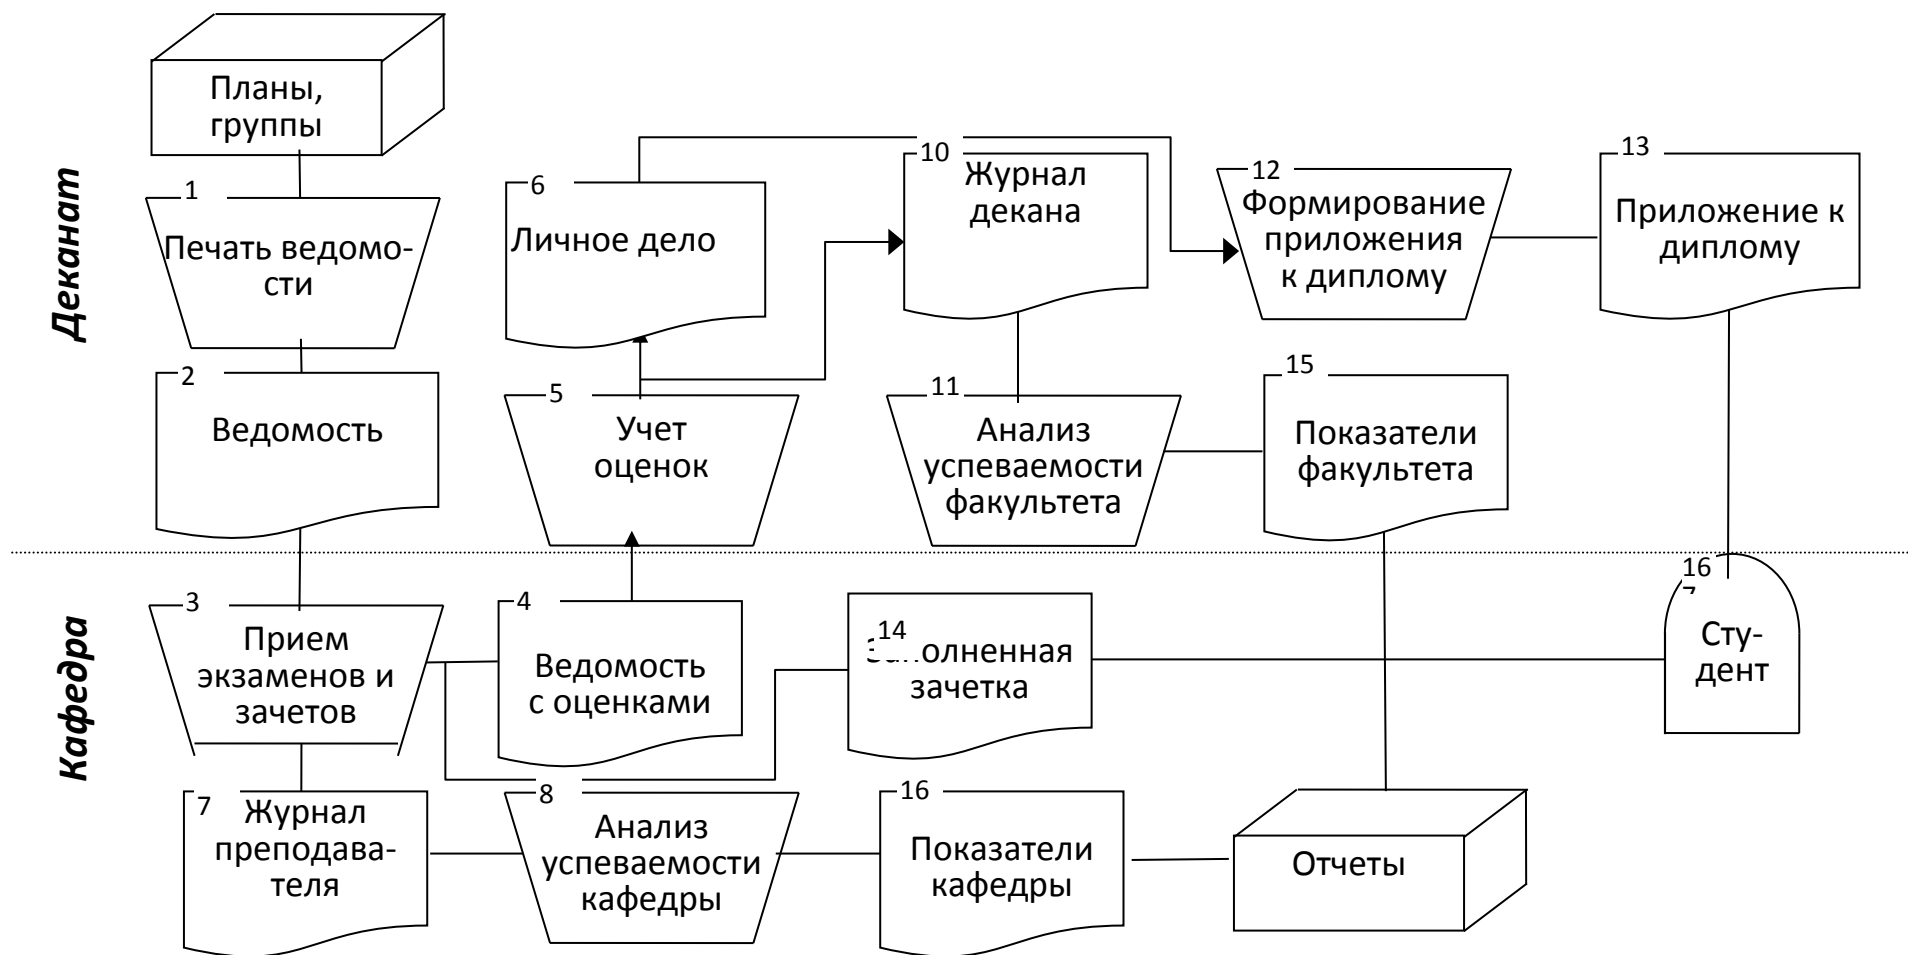 Деканат
Планы,
группы
1
Печать ведомо-
сти
2
Ведомость
6
Личное дело
5
Учет
оценок
10
Журнал
декана
11
Анализ
успеваемости
факультета
12
Формирование
приложения
к диплому
13
Приложение к
диплому
15
Показатели
факультета
Кафедра
3
Прием
экзаменов и
зачетов
4
Ведомость
с оценками
14
зачетка
16
Сту-
дент
7
Журнал
преподава-
теля
8
Анализ
успеваемости
кафедры
16
Показатели
кафедры
Отчеты